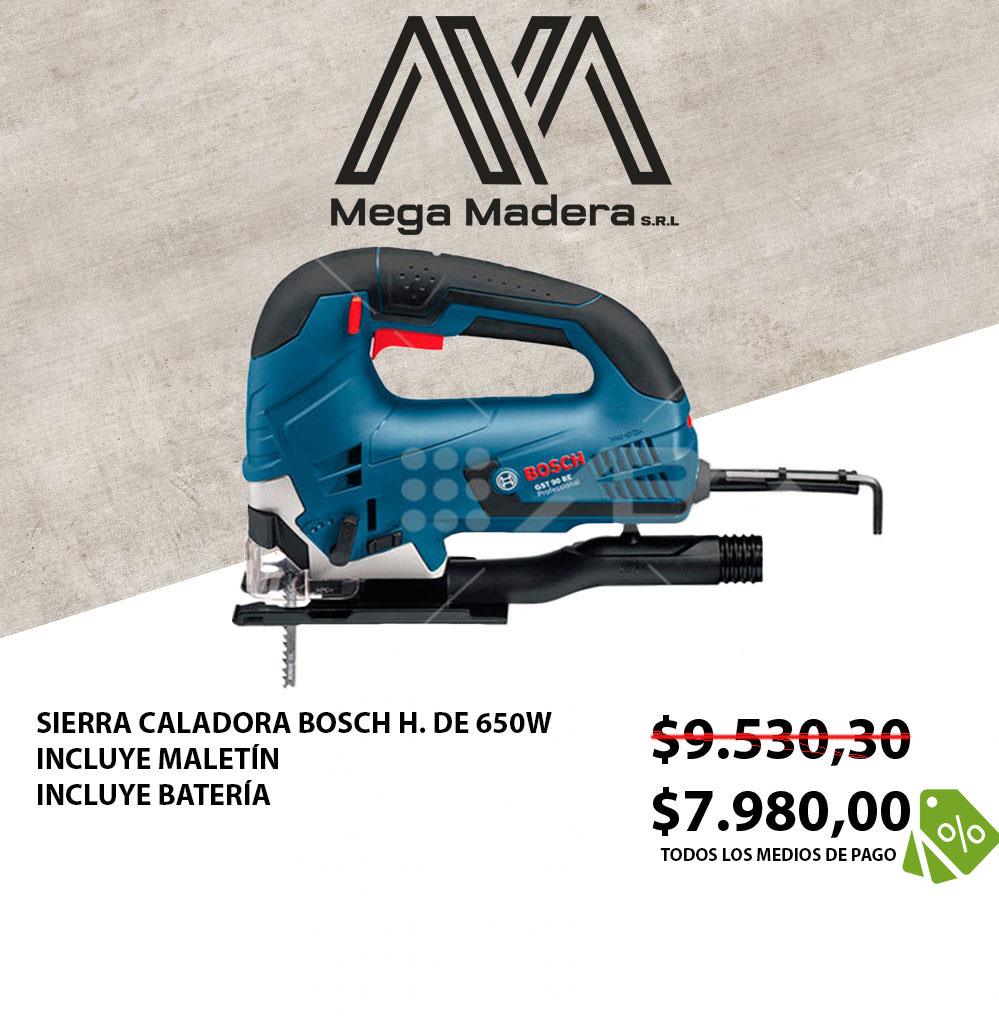 Mega Madera S.R.L
BOSCH
GST 90 BE
Professional
SIERRA CALADORA BOSCH H. DE 650W
INCLUYE MALETÍN
INCLUYE BATERÍA
$9.530,30
$7.980,00
%
TODOS LOS MEDIOS DE PAGO